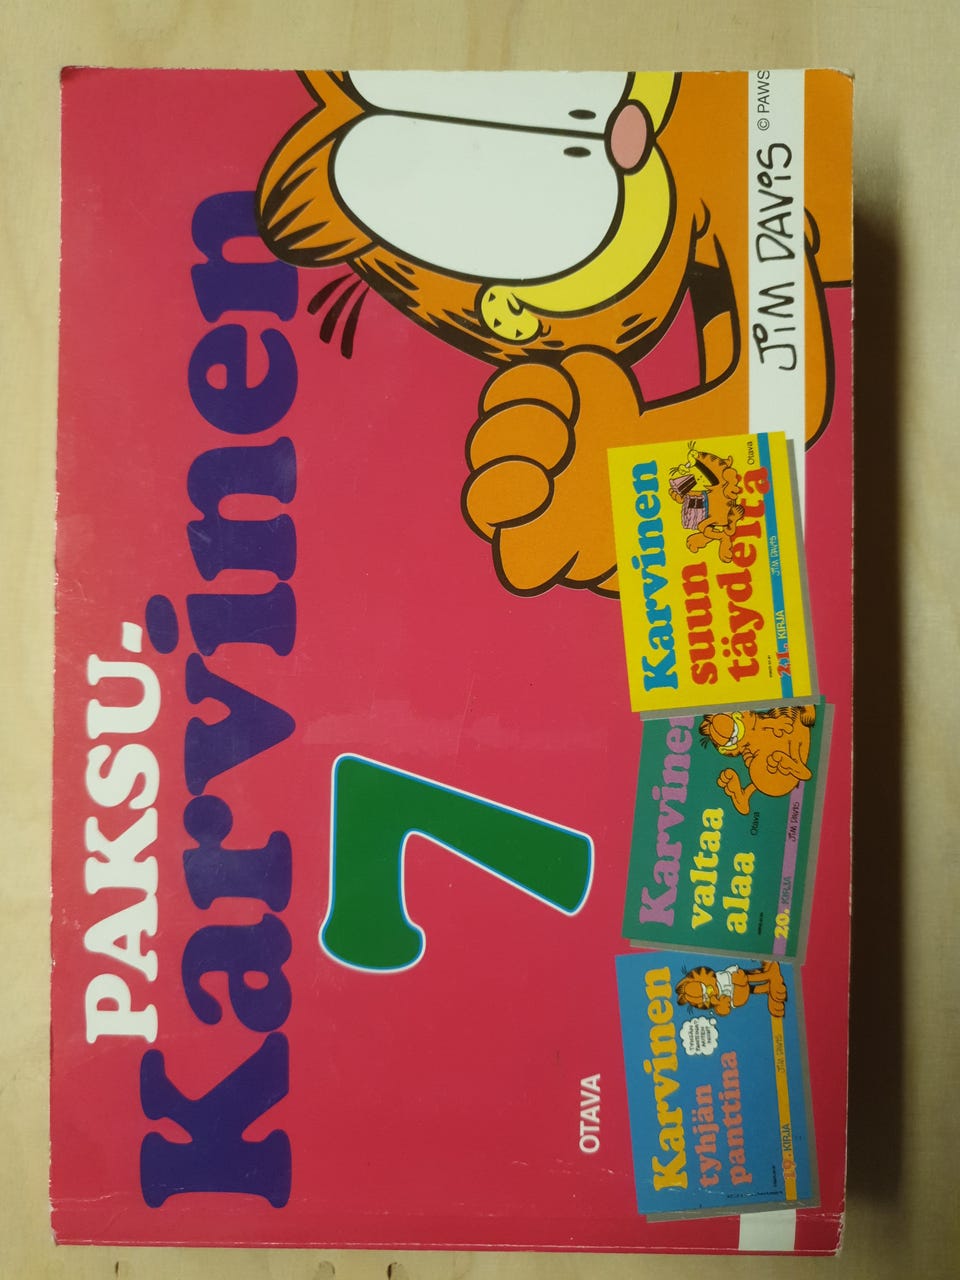 PAKSU-
Karvinen
7
OTAVA
JIM DAVIS
© PAWS
Karvinen
tyhjän
panttina
19. KIRJA
JIM DAVIS
Karvinen
valtaa
alaa
Otava
20. KIRJA
JIM DAVIS
Karvinen
suun
täydeltä
Otava
21. KIRJA
JIM DAVIS